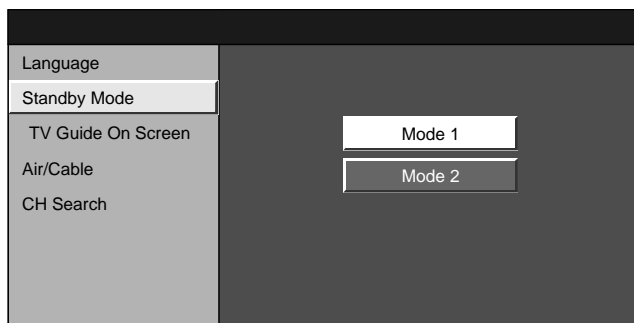 Language
Standby Mode
TV Guide On Screen
Air/Cable
CH Search
Mode 1
Mode 2